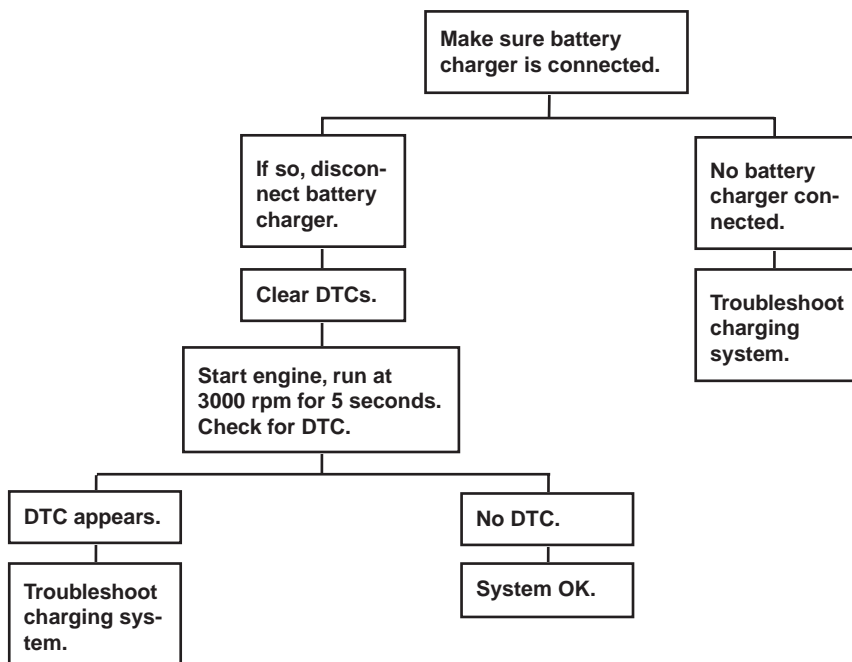 Make sure battery
charger is connected.
If so, discon-
nect battery
charger.
No battery
charger con-
nected.
Clear DTCs.
Troubleshoot
charging
system.
Start engine, run at
3000 rpm for 5 seconds.
Check for DTC.
DTC appears.
No DTC.
Troubleshoot
charging sys-
tem.
System OK.